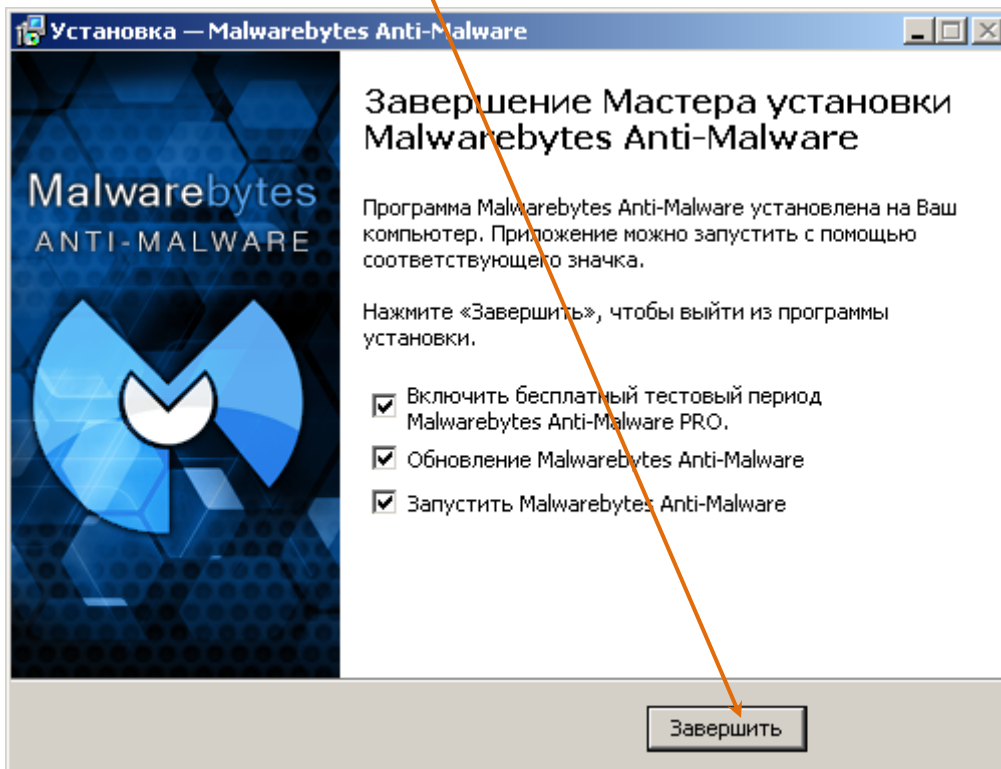 Установка — Malwarebytes Anti-Malware
Malwarebytes
ANTI-MALWARE
Завершение Мастера установки
Malwarebytes Anti-Malware
Программа Malwarebytes Anti-Malware установлена на Ваш
компьютер. Приложение можно запустить с помощью
соответствующего значка.
Нажмите «Завершить», чтобы выйти из программы
установки.
Включить бесплатный тестовый период
Malwarebytes Anti-Malware PRO.
Обновление Malwarebytes Anti-Malware
Запустить Malwarebytes Anti-Malware
Завершить